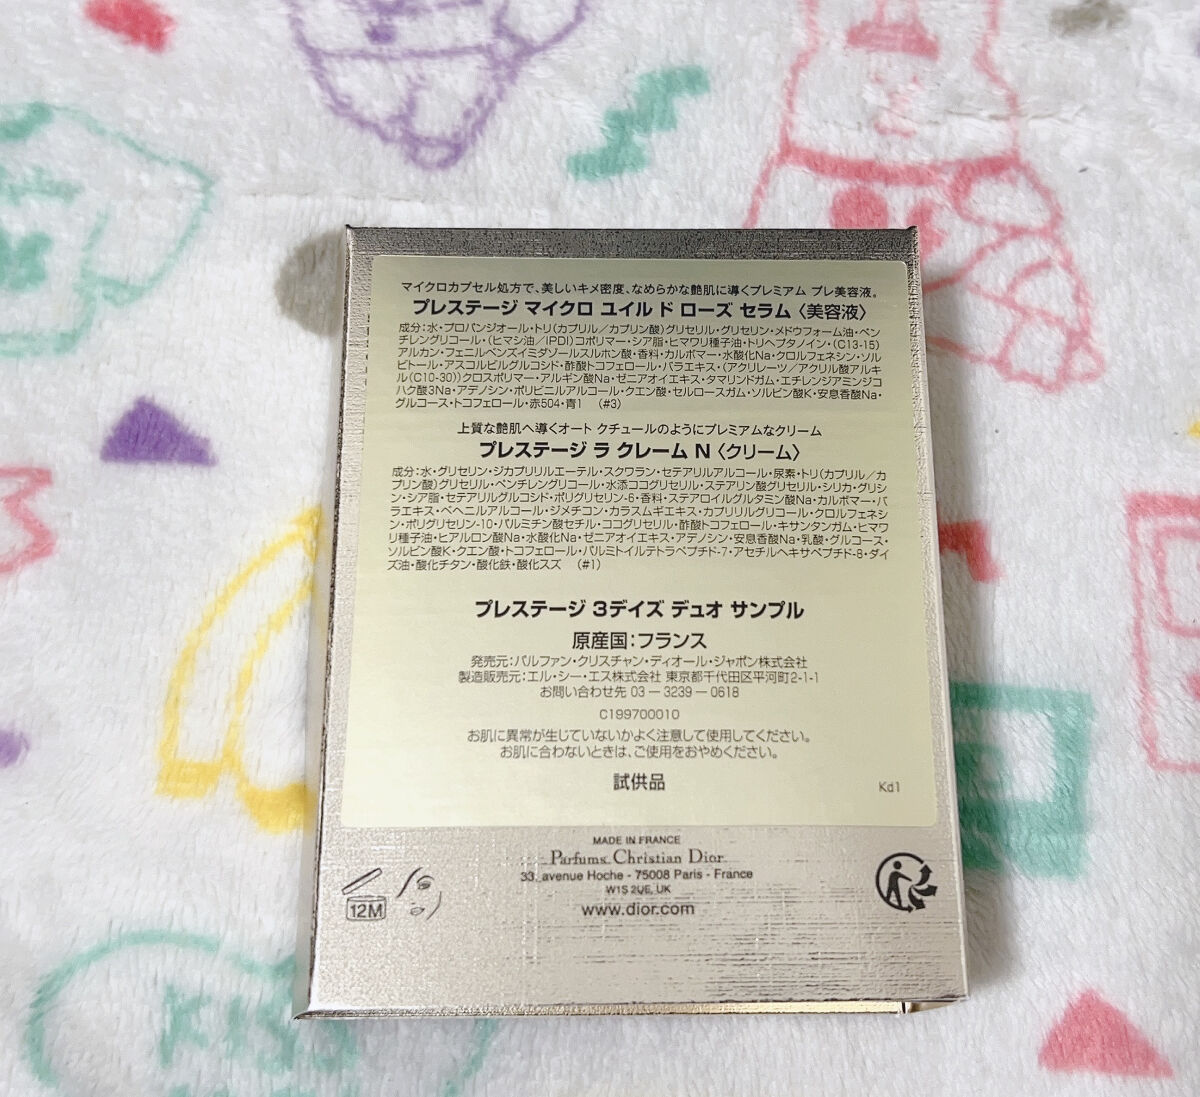 マイクロカプセル処方で、美しいキメ密度、なめらかな艶肌に導くプレミアム プレ美容液。
プレステージ マイクロ ユイル ド ローズ セラム〈美容液〉
成分：水・プロパンジオール・トリ（カプリル／カプリン酸）グリセリル・グリセリン・メドウフォーム油・ペン
チレングリコール・（ヒマシ油／IPDI）コポリマー・シア脂・ヒマワリ種子油・トリヘプタノイン・（C13-15）
アルカン・フェニルベンズイミダゾールスルホン酸・香料・カルボマー・水酸化Na・クロルフェネシン・ソル
ビトール・アスコルビルグルコシド・酢酸トコフェロール・バラエキス・（アクリレーツ／アクリル酸アルキ
ル（C10-30））クロスポリマー・アルギン酸Na・ゼニアオイエキス・タマリンドガム・エチレンジアミンジコ
ハク酸3Na・アデノシン・ポリビニルアルコール・クエン酸・セルロースガム・ソルビン酸K・安息香酸Na・
グルコース・トコフェロール・赤504・青1 （#3）
上質な艶肌へ導くオート クチュールのようにプレミアムなクリーム
プレステージ ラ クレーム N〈クリーム〉
成分：水・グリセリン・ジカプリリルエーテル・スクワラン・セテアリルアルコール・尿素・トリ（カプリル／カ
プリン酸）グリセリル・ペンチレングリコール・水添ココグリセリル・ステアリン酸グリセリル・シリカ・グリシ
ン・シア脂・セテアリルグルコシド・ポリグリセリン-6・香料・ステアロイルグルタミン酸Na・カルボマー・バ
ラエキス・ベヘニルアルコール・ジメチコン・カラスムギエキス・カプリリルグリコール・クロルフェネシ
ン・ポリグリセリン-10・パルミチン酸セチル・ココグリセリル・酢酸トコフェロール・キサンタンガム・ヒマワ
リ種子油・ヒアルロン酸Na・水酸化Na・ゼニアオイエキス・アデノシン・安息香酸Na・乳酸・グルコース・
ソルビン酸K・クエン酸・トコフェロール・パルミトイルテトラペプチド-7・アセチルヘキサペプチド-8・ダイ
ズ油・酸化チタン・酸化鉄・酸化スズ （#1）
プレステージ 3デイズ デュオ サンプル
原産国：フランス
発売元：パルファン・クリスチャン・ディオール・ジャポン株式会社
製造販売元：エル・シー・エス株式会社 東京都千代田区平河町2-1-1
お問い合わせ先 03－3239－0618
C199700010
お肌に異常が生じていないかよく注意して使用してください。
お肌に合わないときは、ご使用をおやめください。
試供品
Kd1
MADE IN FRANCE
Parfums Christian Dior
33, avenue Hoche - 75008 Paris - France
W1S 2UE, UK
www.dior.com
12M